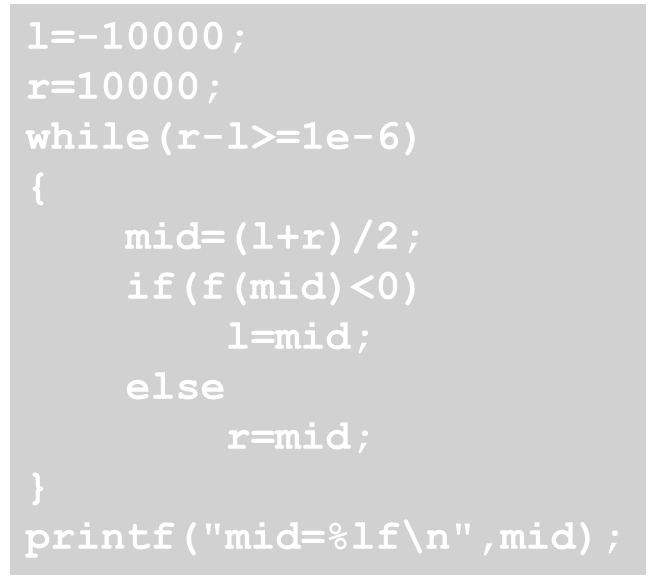 l=-10000;
r=10000;
while(r-l>=1e-6)
{
mid=(l+r)/2;
if(f(mid)<0)
l=mid;
else
r=mid;
}
printf("mid=%lf\n",mid);